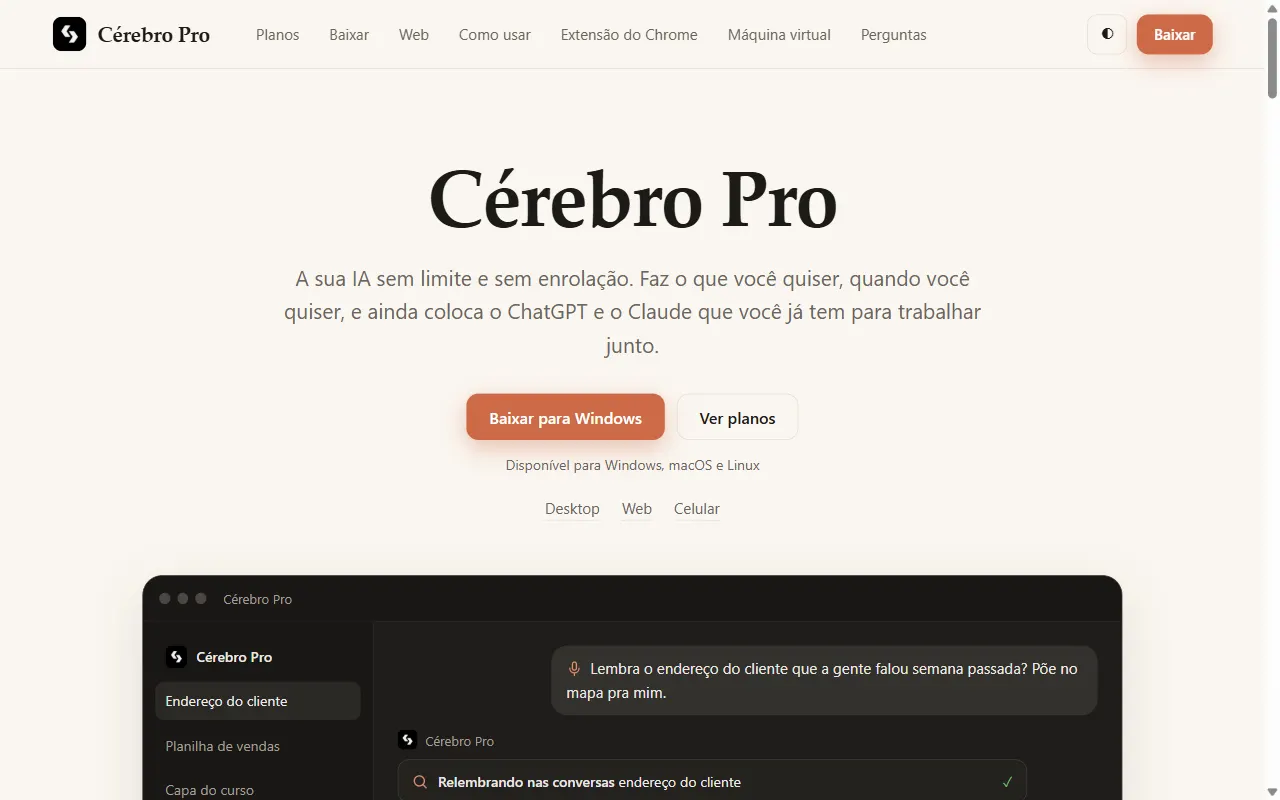 Cérebro Pro
Planos
Baixar
Web
Como usar
Extensão do Chrome
Máquina virtual
Perguntas
Baixar
Cérebro Pro
A sua IA sem limite e sem enrolação. Faz o que você quiser, quando você
quiser, e ainda coloca o ChatGPT e o Claude que você já tem para trabalhar
junto.
Baixar para Windows
Ver planos
Disponível para Windows, macOS e Linux
Desktop
Web
Celular
Cérebro Pro
Cérebro Pro
Endereço do cliente
Planilha de vendas
Capa do curso
Lembra o endereço do cliente que a gente falou semana passada? Põe no
mapa pra mim.
Cérebro Pro
Relembrando nas conversas endereço do cliente